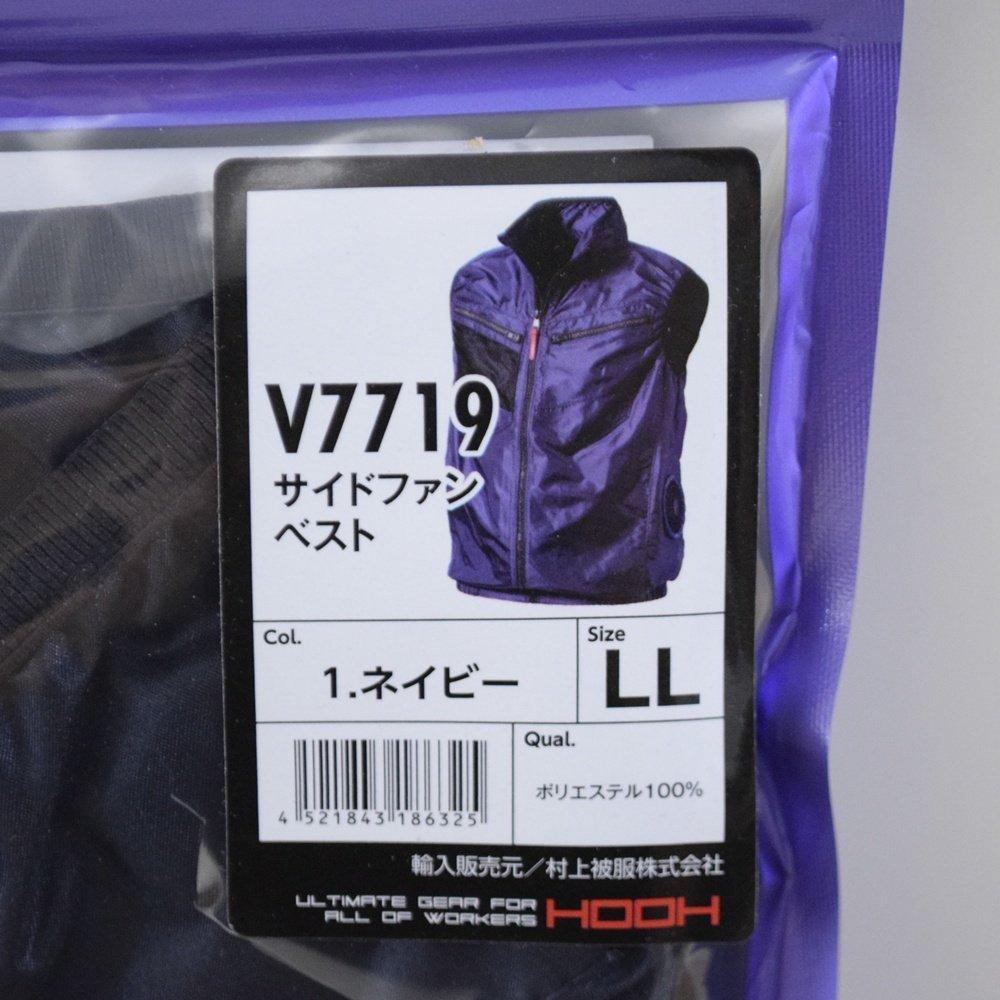 V7719
サイドファン
ベスト
Col.
1.ネイビー
Size
LL
4 521843 186325
Qual.
ポリエステル100%
輸入販売元／村上被服株式会社
ULTIMATE GEAR FOR
ALL OF WORKERS
HOOH